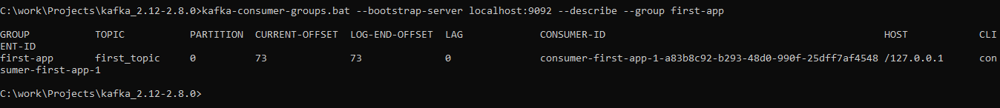 C:\work\Projects\kafka_2.12-2.8.0>kafka-consumer-groups.bat --bootstrap-server localhost:9092 --describe --group first-app
GROUP           TOPIC           PARTITION  CURRENT-OFFSET  LOG-END-OFFSET  LAG             CONSUMER-ID                                               HOST            CLI
ENT-ID
first-app       first_topic     0          73              73              0               consumer-first-app-1-a83b8c92-b293-48d0-990f-25dff7af4548 /127.0.0.1      con
sumer-first-app-1
C:\work\Projects\kafka_2.12-2.8.0>